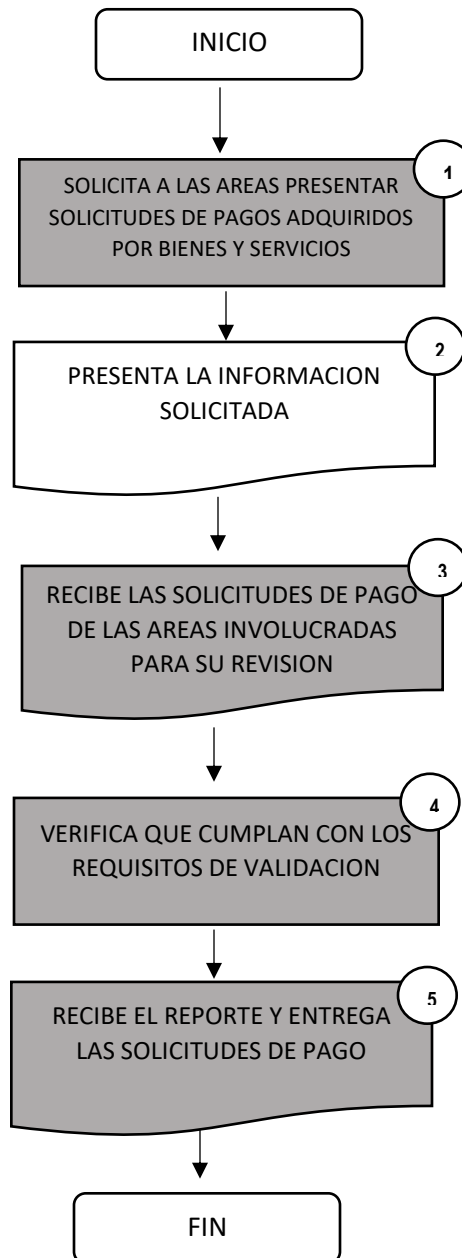 INICIO
1
SOLICITA A LAS AREAS PRESENTAR
SOLICITUDES DE PAGOS ADQUIRIDOS
POR BIENES Y SERVICIOS
2
PRESENTA LA INFORMACION
SOLICITADA
3
RECIBE LAS SOLICITUDES DE PAGO
DE LAS AREAS INVOLUCRADAS
PARA SU REVISION
4
VERIFICA QUE CUMPLAN CON LOS
REQUISITOS DE VALIDACION
5
RECIBE EL REPORTE Y ENTREGA
LAS SOLICITUDES DE PAGO
FIN